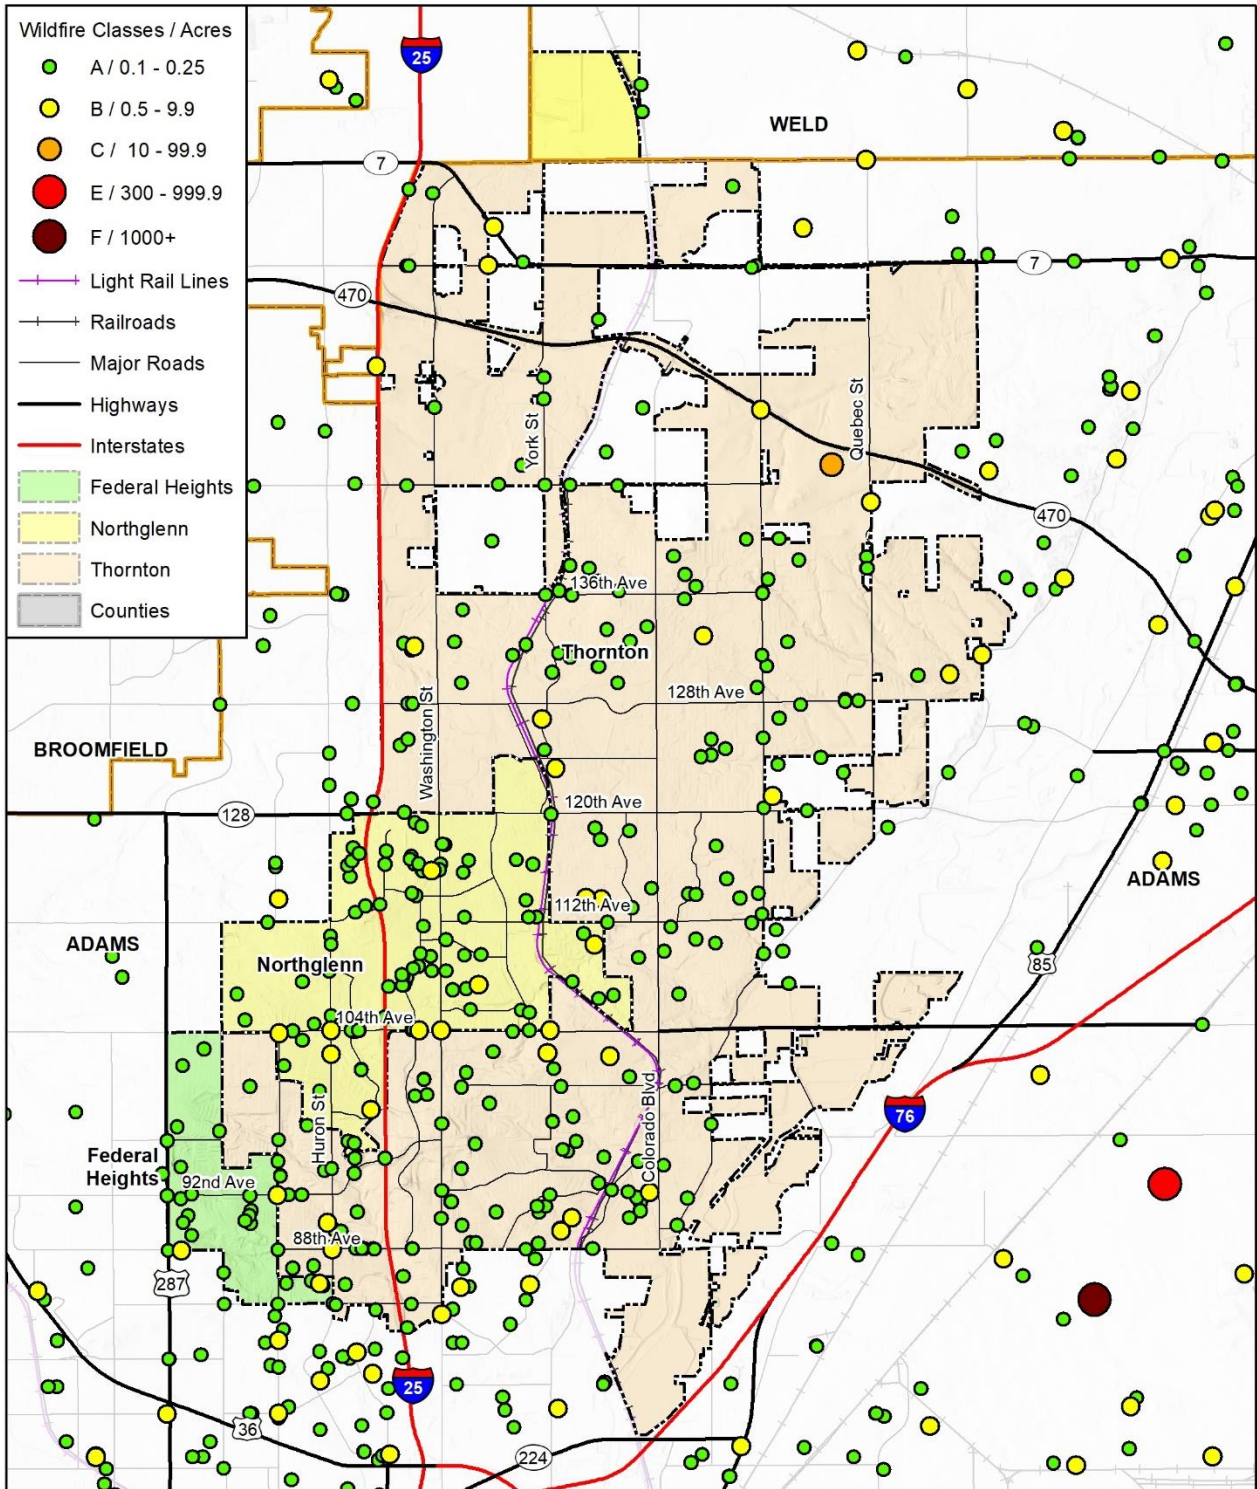 Wildfire Classes / Acres
A / 0.1 - 0.25
B / 0.5 - 9.9
C / 10 - 99.9
E / 300 - 999.9
F / 1000+
Light Rail Lines
Railroads
Major Roads
Highways
Interstates
Federal Heights
Northglenn
Thornton
Counties
25
WELD
7
7
470
York St
Quebec St
470
136th Ave
Thornton
128th Ave
Washington St
BROOMFIELD
120th Ave
128
ADAMS
112th Ave
ADAMS
Northglenn
85
104th Ave
Huron St
Colorado Blvd
76
Federal
Heights
92nd Ave
88th Ave
287
25
36
224